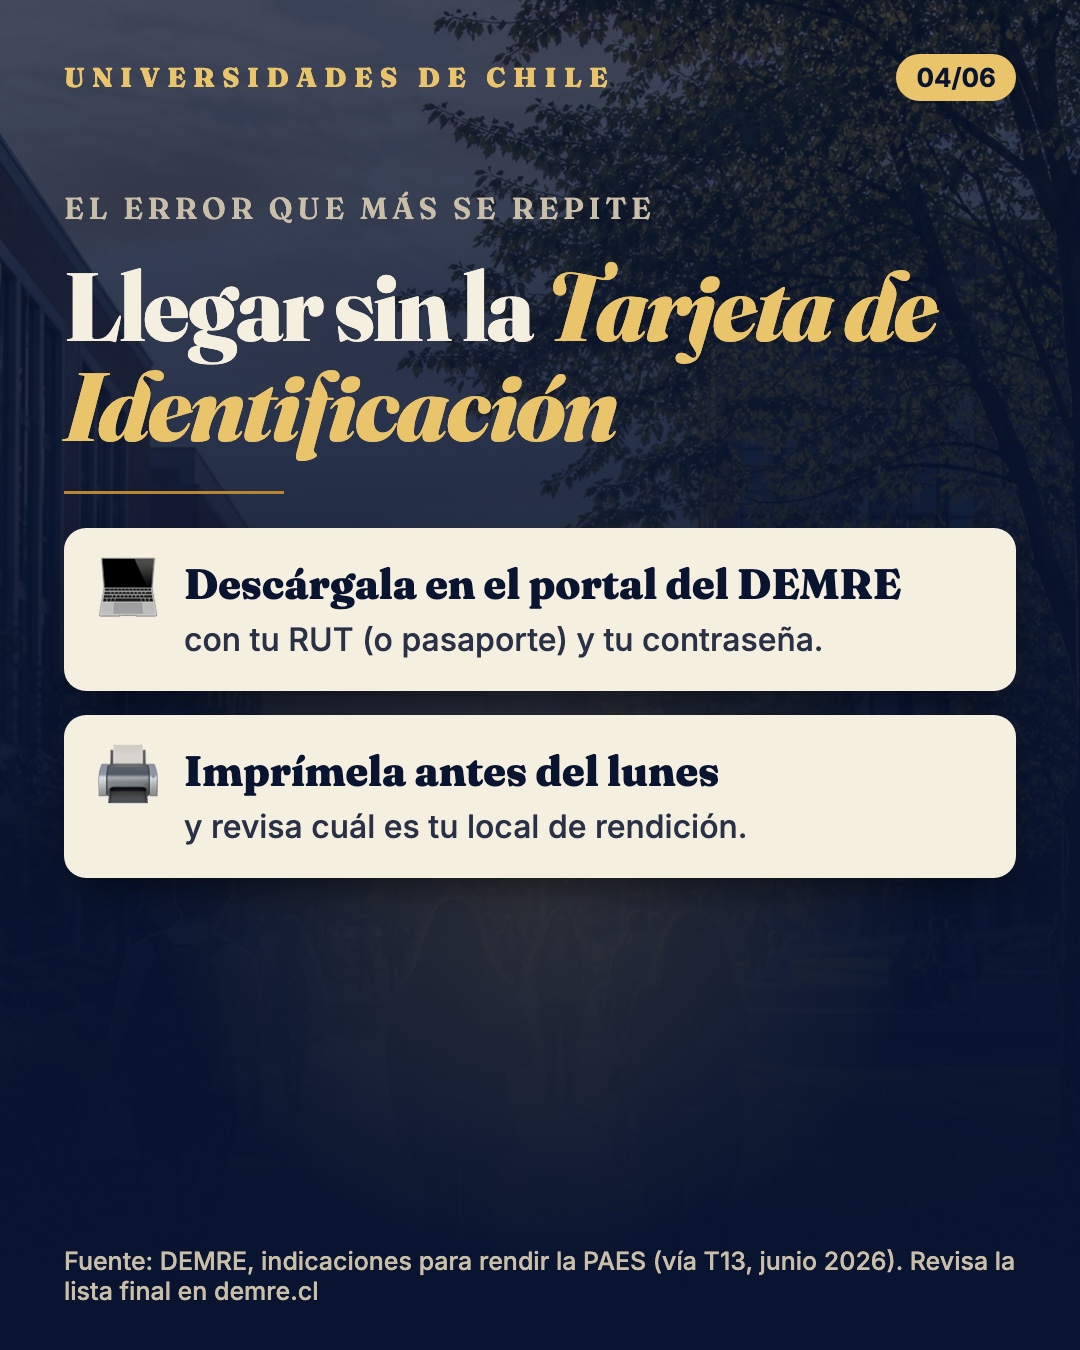 UNIVERSIDADES DE CHILE
04/06
EL ERROR QUE MÁS SE REPITE
Llegar sin la Tarjeta de
Identificación
Descárgala en el portal del DEMRE
con tu RUT (o pasaporte) y tu contraseña.
Imprímela antes del lunes
y revisa cuál es tu local de rendición.
Fuente: DEMRE, indicaciones para rendir la PAES (vía T13, junio 2026). Revisa la
lista final en demre.cl